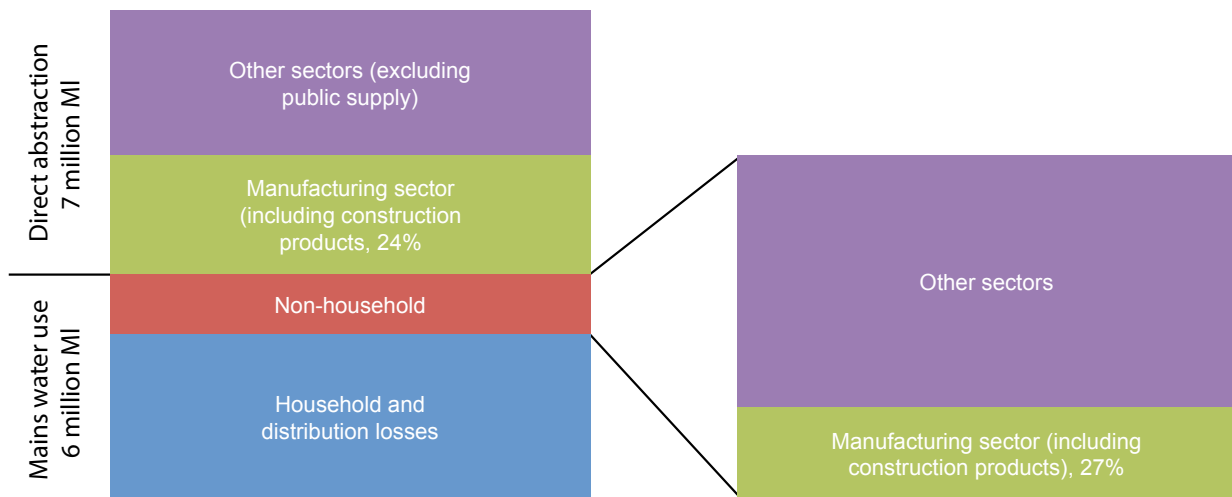 Direct abstraction
7 million Ml
Mains water use
6 million Ml
Other sectors (excluding
public supply)
Manufacturing sector
(including construction
products, 24%
Non-household
Household and
distribution losses
Other sectors
Manufacturing sector (including
construction products), 27%